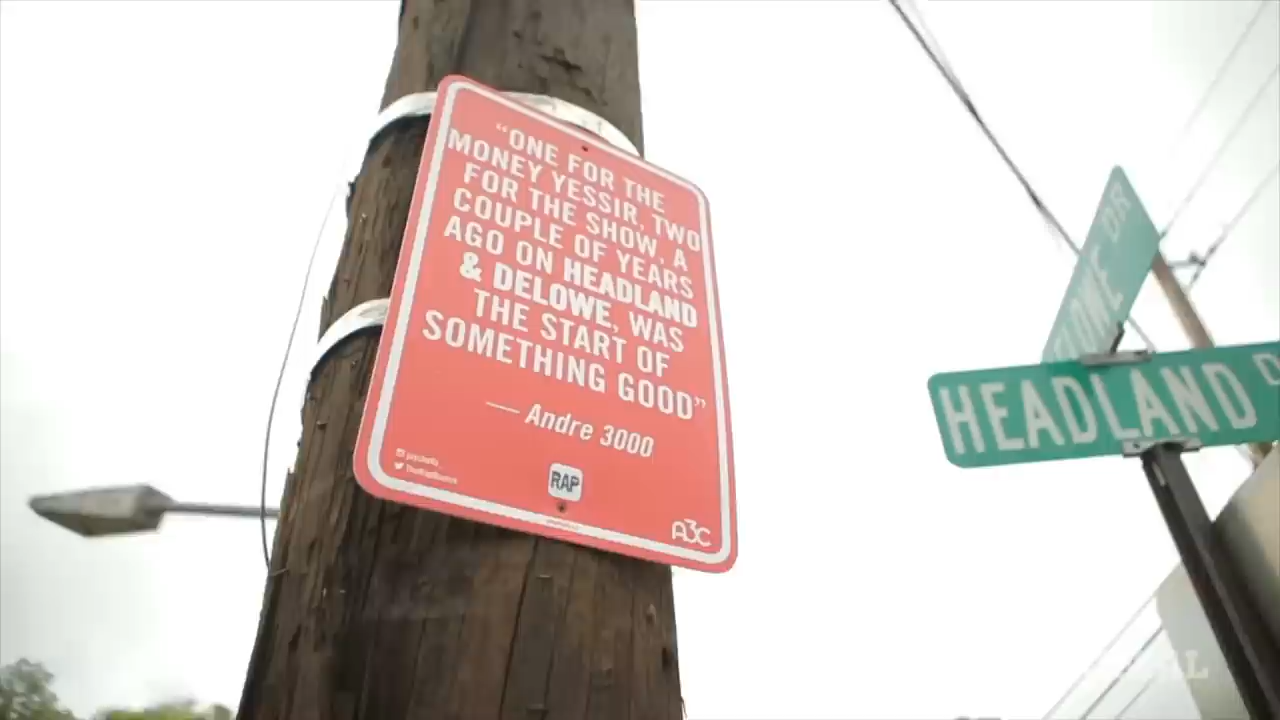 “ONE FOR THE
MONEY YESSIR, TWO
FOR THE SHOW, A
COUPLE OF YEARS
AGO ON HEADLAND
& DELOWE, WAS
THE START OF
SOMETHING GOOD”
— Andre 3000
RAP
A3C
DR
HEADLAND D